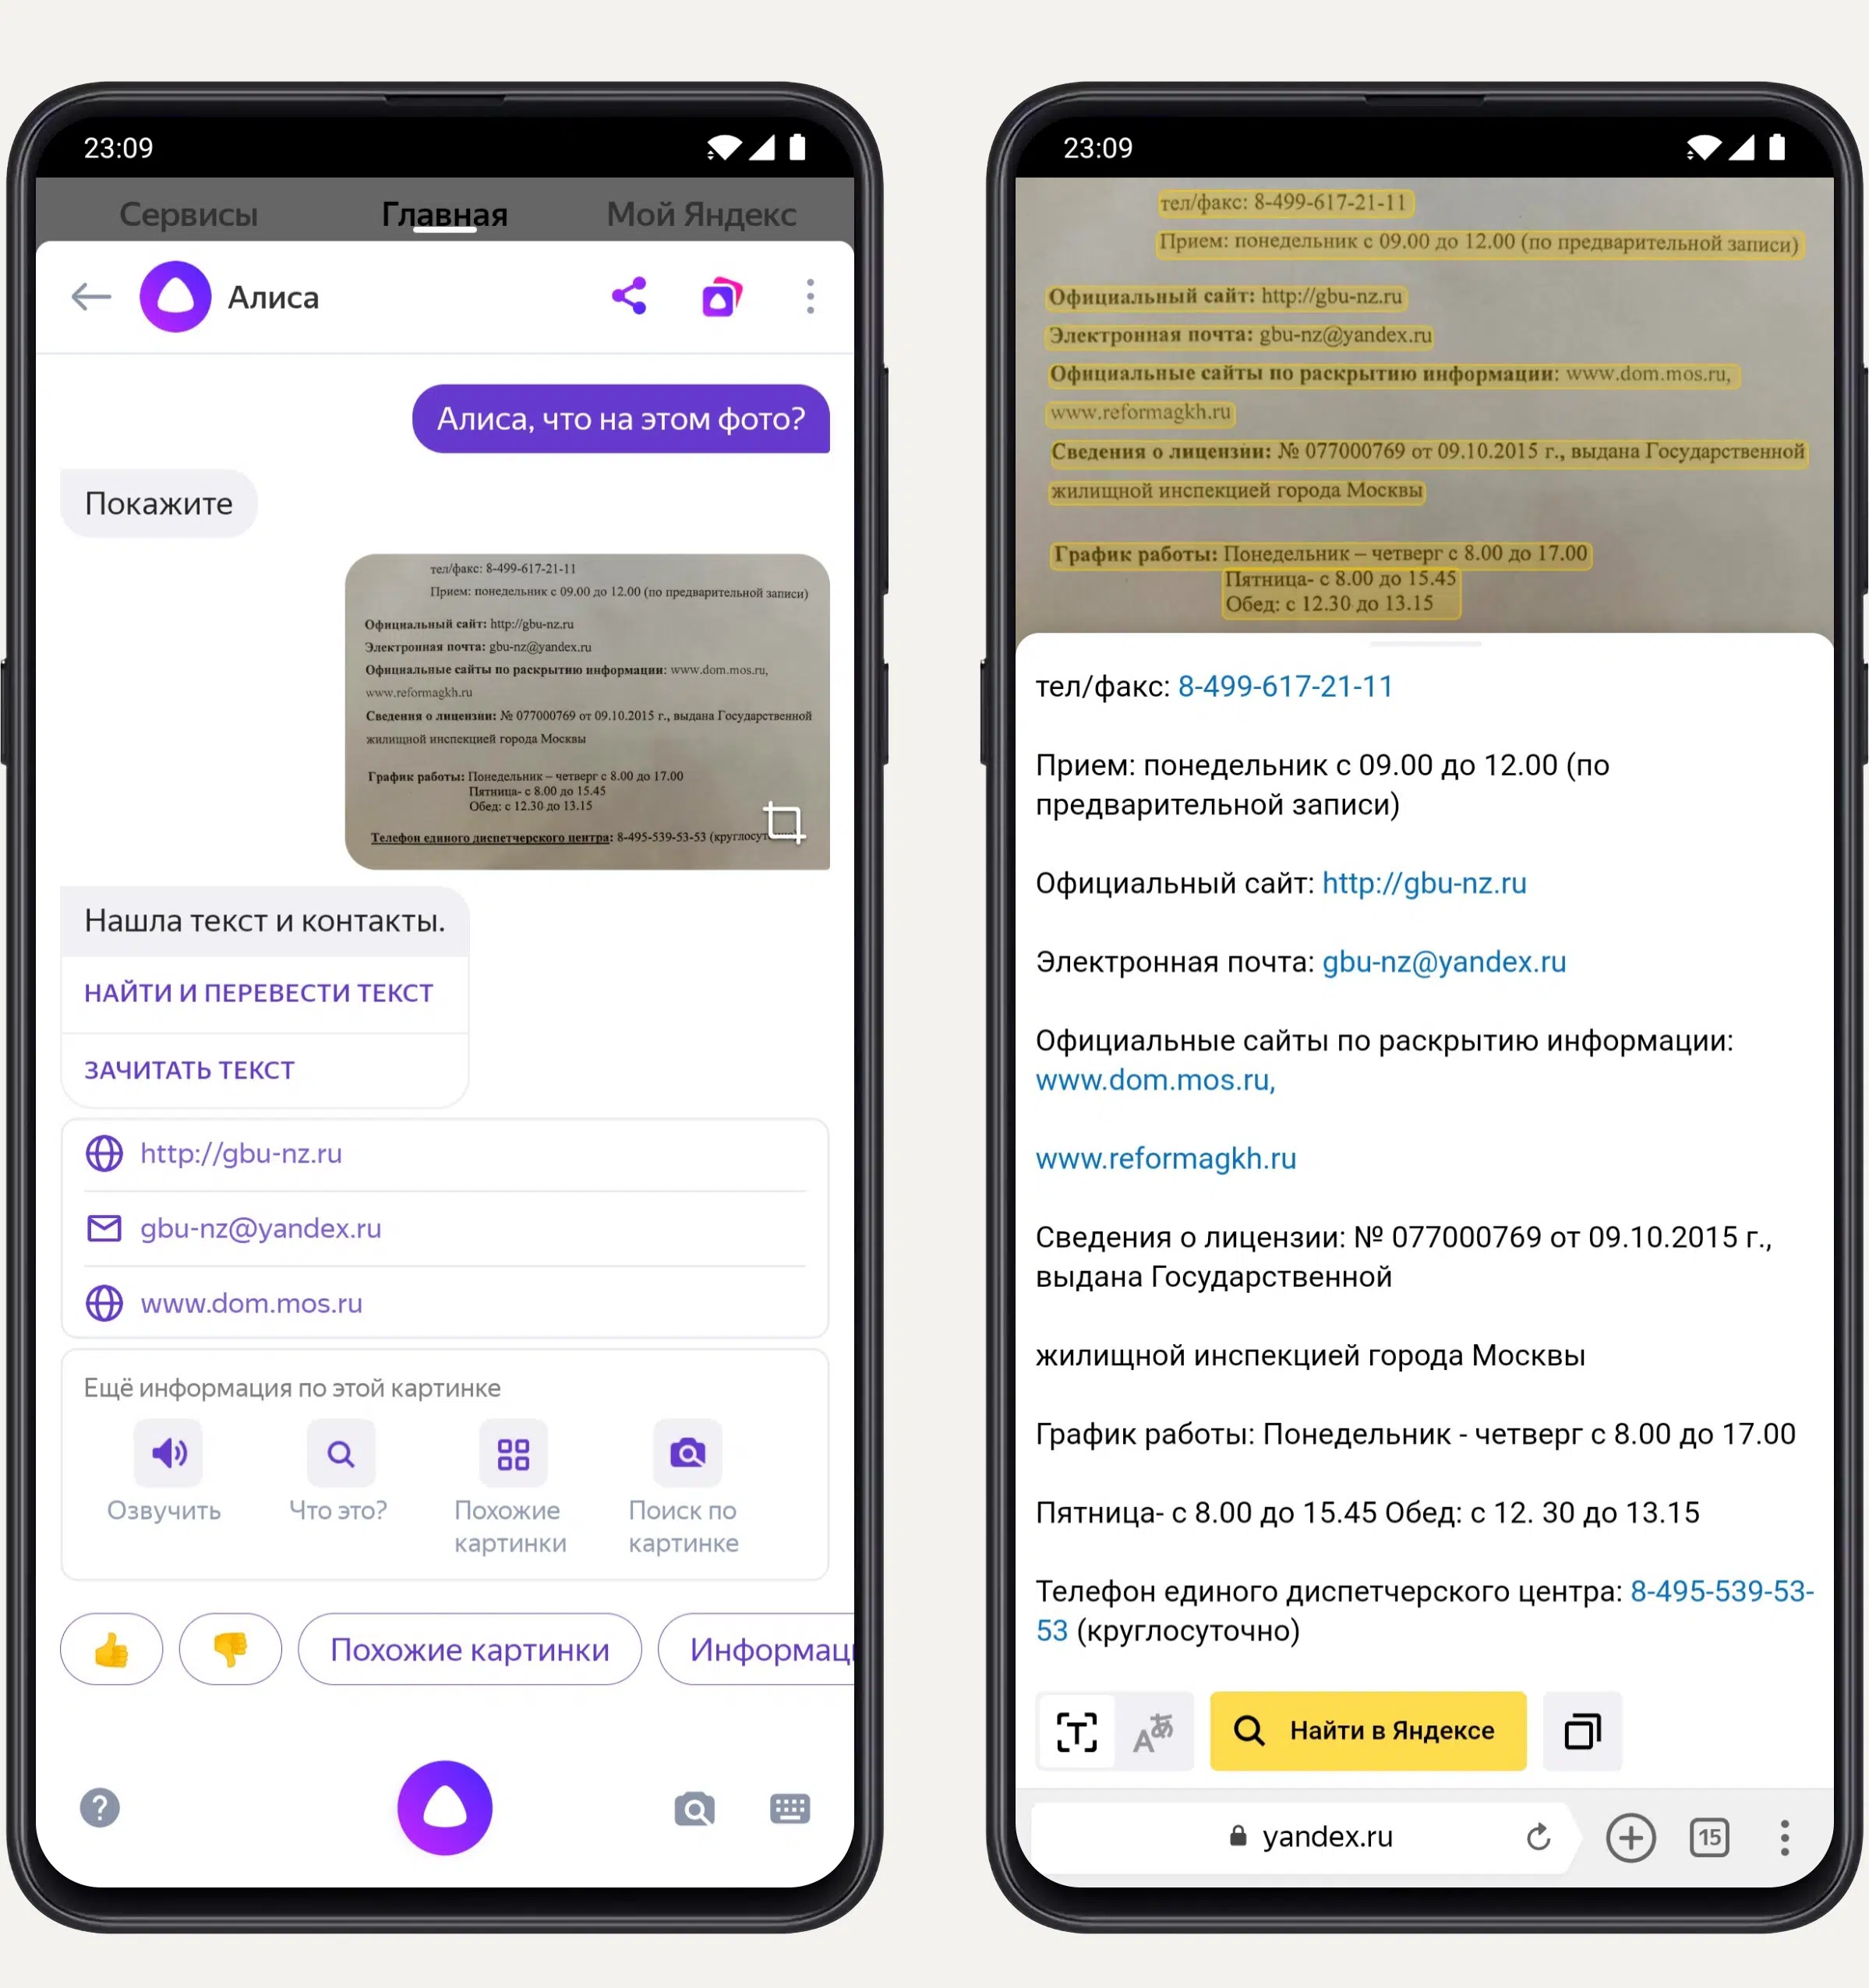 23:09
Сервисы Главная Мой Яндекс
Алиса
Алиса, что на этом фото?
Покажите
тел/факс: 8-499-617-21-11
Прием: понедельник с 09.00 до 12.00 (по предварительной записи)
Официальный сайт: http://gbu-nz.ru
Электронная почта: gbu-nz@yandex.ru
Официальные сайты по раскрытию информации: www.dom.mos.ru,
www.reformagkh.ru
Сведения о лицензии: № 077000769 от 09.10.2015 г., выдана Государственной
жилищной инспекцией города Москвы
График работы: Понедельник – четверг с 8.00 до 17.00
Пятница- с 8.00 до 15.45
Обед: с 12.30 до 13.15
Телефон единого диспетчерского центра: 8-495-539-53-53
Нашла текст и контакты.
НАЙТИ И ПЕРЕВЕСТИ ТЕКСТ
ЗАЧИТАТЬ ТЕКСТ
http://gbu-nz.ru
gbu-nz@yandex.ru
www.dom.mos.ru
Ещё информация по этой картинке
Озвучить
Что это?
Похожие
картинки
Поиск по
картинке
Похожие картинки
Информаци
23:09
тел/факс: 8-499-617-21-11
Прием: понедельник с 09.00 до 12.00 (по предварительной записи)
Официальный сайт: http://gbu-nz.ru
Электронная почта: gbu-nz@yandex.ru
Официальные сайты по раскрытию информации: www.dom.mos.ru,
www.reformagkh.ru
Сведения о лицензии: № 077000769 от 09.10.2015 г., выдана Государственной
жилищной инспекцией города Москвы
График работы: Понедельник – четверг с 8.00 до 17.00
Пятница- с 8.00 до 15.45
Обед: с 12.30 до 13.15
тел/факс: 8-499-617-21-11
Прием: понедельник с 09.00 до 12.00 (по
предварительной записи)
Официальный сайт: http://gbu-nz.ru
Электронная почта: gbu-nz@yandex.ru
Официальные сайты по раскрытию информации:
www.dom.mos.ru,
www.reformagkh.ru
Сведения о лицензии: № 077000769 от 09.10.2015 г.,
выдана Государственной
жилищной инспекцией города Москвы
График работы: Понедельник - четверг с 8.00 до 17.00
Пятница- с 8.00 до 15.45 Обед: с 12. 30 до 13.15
Телефон единого диспетчерского центра: 8-495-539-53-
53 (круглосуточно)
Найти в Яндексе
yandex.ru
15